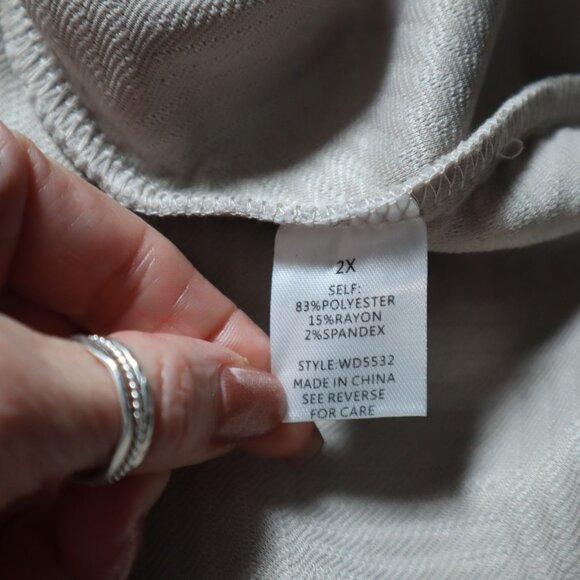 2X
SELF:
83%POLYESTER
15%RAYON
2%SPANDEX
STYLE:WD5532
MADE IN CHINA
SEE REVERSE
FOR CARE